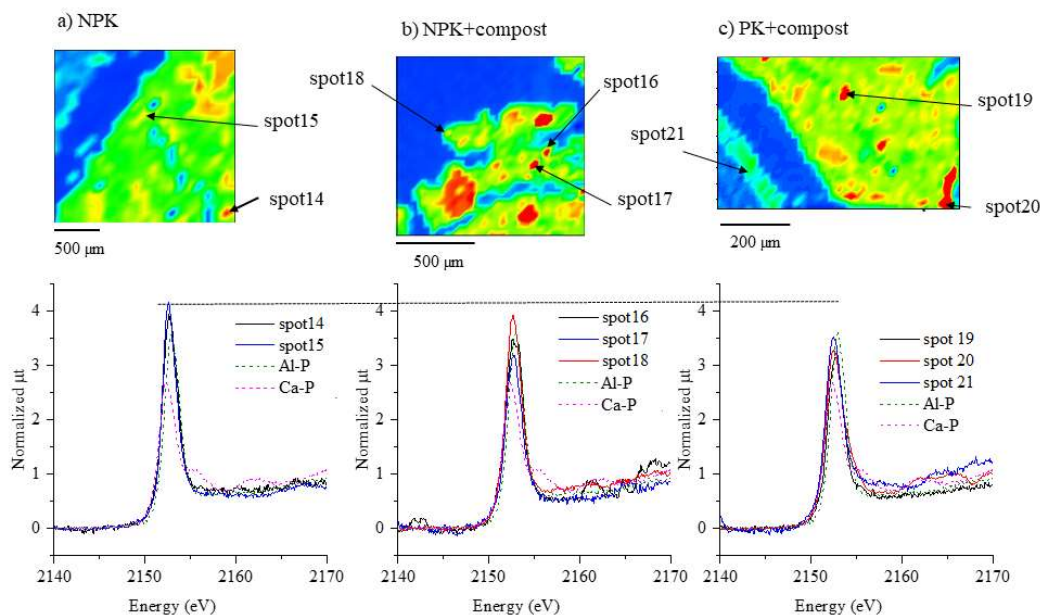 a) NPK
b) NPK+compost
c) PK+compost
spot15
spot14
500 μm
spot18
spot16
spot17
500 μm
spot19
spot21
spot20
200 μm
Normalized μt
4
3
2
1
0
spot14
spot15
Al-P
Ca-P
2140 2150 2160 2170
Energy (eV)
Normalized μt
4
3
2
1
0
spot16
spot17
spot18
Al-P
Ca-P
2140 2150 2160 2170
Energy (eV)
Normalized μt
4
3
2
1
0
spot 19
spot 20
spot 21
Al-P
Ca-P
2140 2150 2160 2170
Energy (eV)